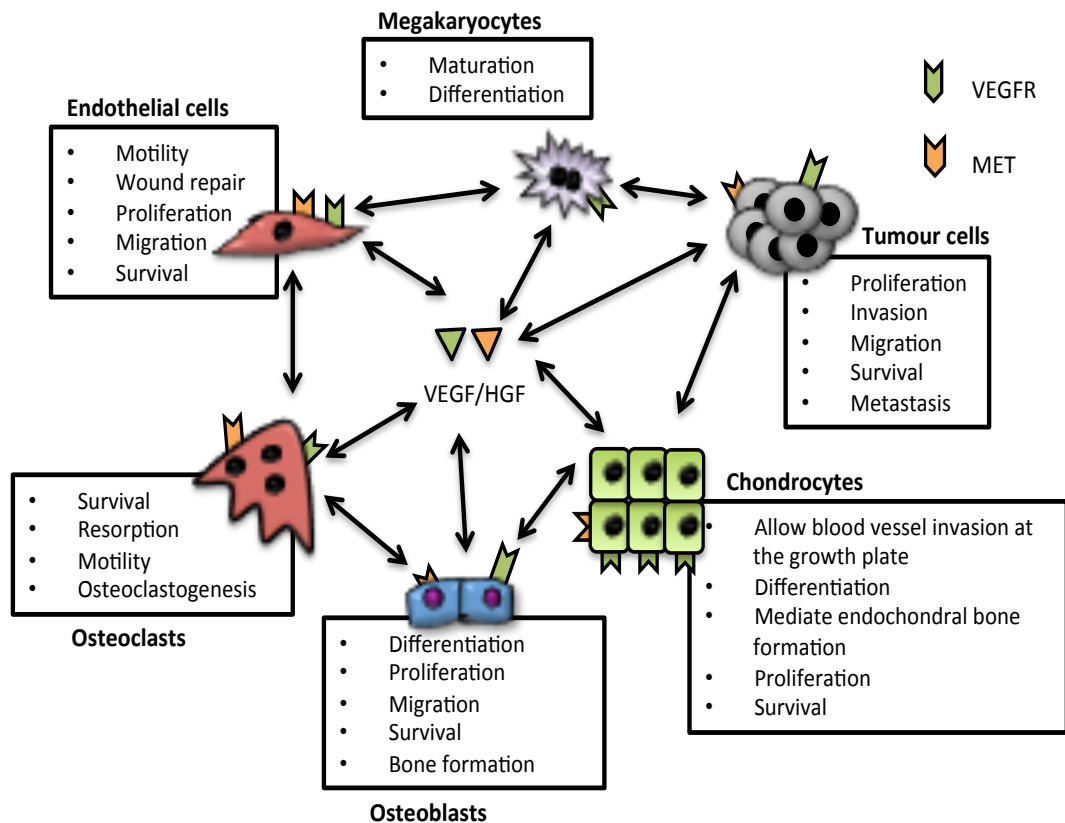 Megakaryocytes
• Maturation
• Differentiation
VEGFR
MET
Endothelial cells
• Motility
• Wound repair
• Proliferation
• Migration
• Survival
Tumour cells
• Proliferation
• Invasion
• Migration
• Survival
• Metastasis
VEGF/HGF
• Survival
• Resorption
• Motility
• Osteoclastogenesis
Osteoclasts
Chondrocytes
• Allow blood vessel invasion at
the growth plate
• Differentiation
• Mediate endochondral bone
formation
• Proliferation
• Survival
• Differentiation
• Proliferation
• Migration
• Survival
• Bone formation
Osteoblasts